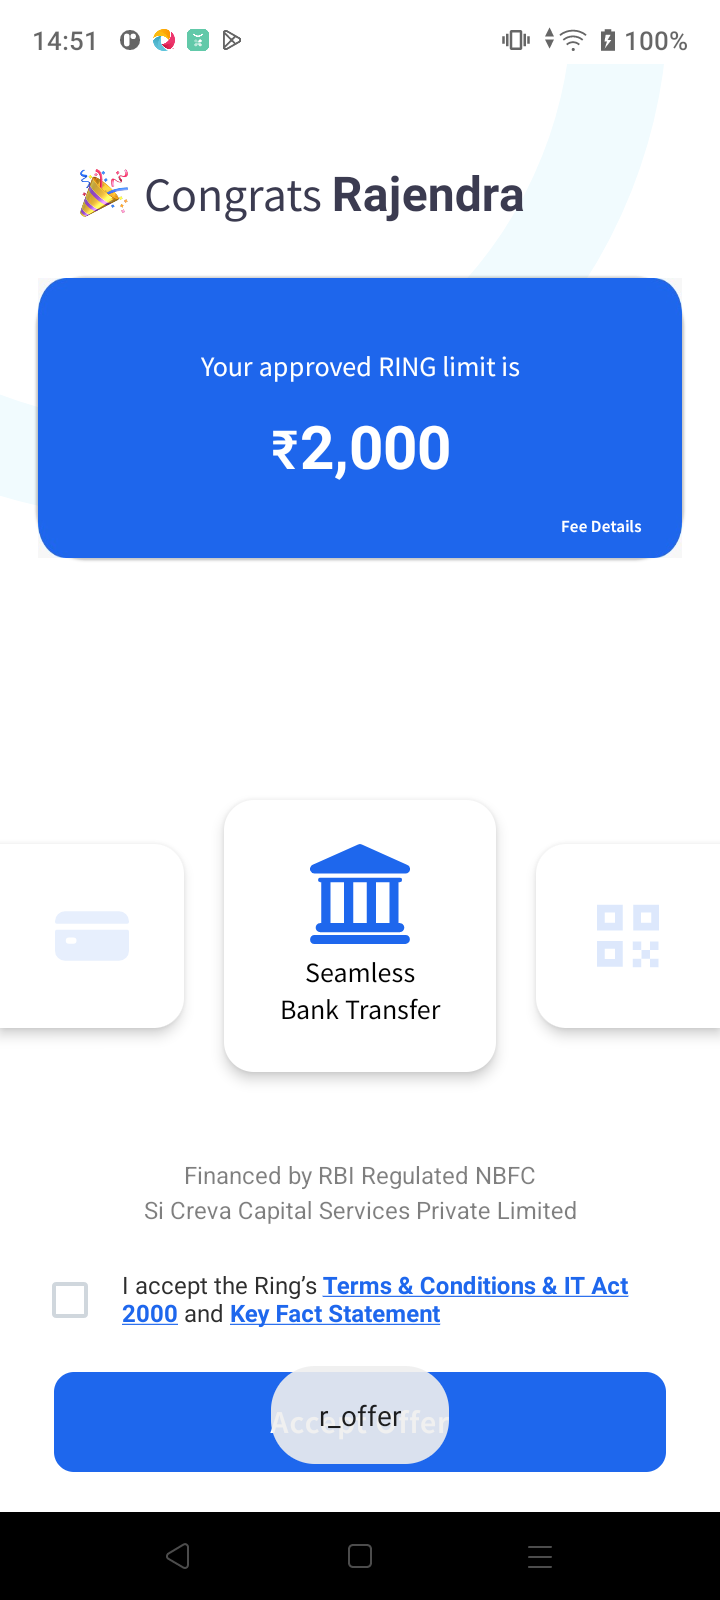 14:51
100%
Congrats Rajendra
Your approved RING limit is
₹2,000
Fee Details
Seamless
Bank Transfer
Financed by RBI Regulated NBFC
Si Creva Capital Services Private Limited
I accept the Ring's Terms & Conditions & IT Act
2000 and Key Fact Statement
Accept Offer
r_offer